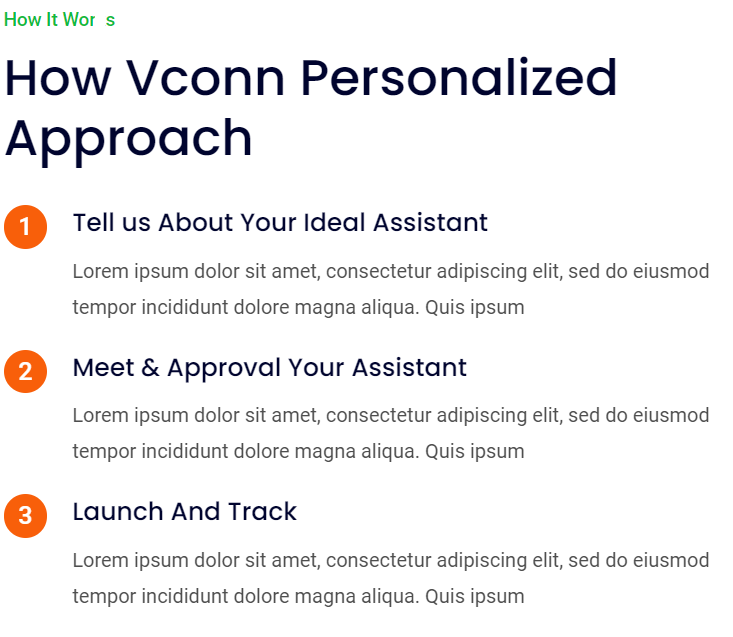 How It Wor s
How Vconn Personalized
Approach
1
Tell us About Your Ideal Assistant
Lorem ipsum dolor sit amet, consectetur adipiscing elit, sed do eiusmod
tempor incididunt dolore magna aliqua. Quis ipsum
2
Meet & Approval Your Assistant
Lorem ipsum dolor sit amet, consectetur adipiscing elit, sed do eiusmod
tempor incididunt dolore magna aliqua. Quis ipsum
3
Launch And Track
Lorem ipsum dolor sit amet, consectetur adipiscing elit, sed do eiusmod
tempor incididunt dolore magna aliqua. Quis ipsum